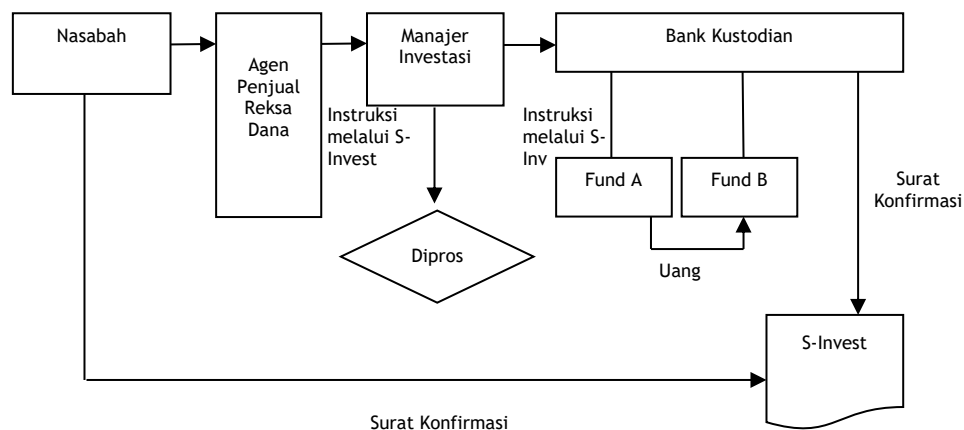 Nasabah
Agen
Penjual
Reksa
Dana
Manajer
Investasi
Bank Kustodian
Instruksi
melalui S-
Invest
Instruksi
melalui S-
Inv
Fund A
Fund B
Surat
Konfirmasi
Dipros
Uang
S-Invest
Surat Konfirmasi